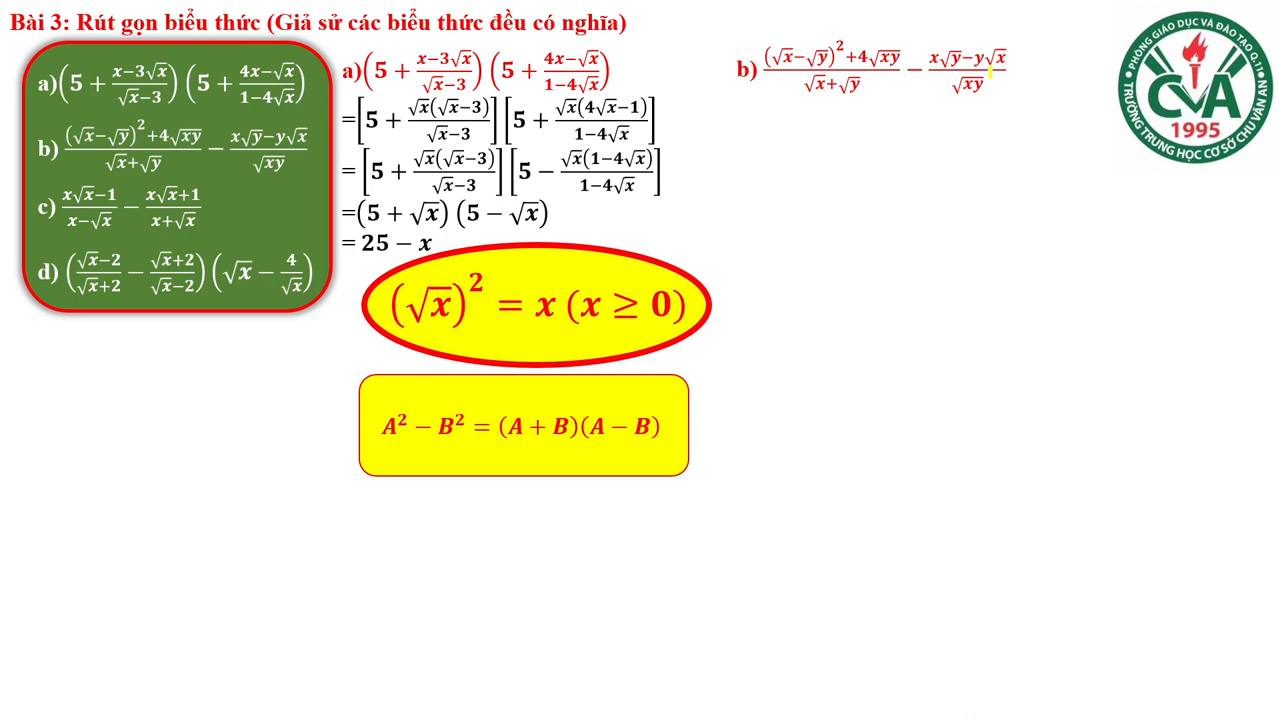 Bài 3: Rút gọn biểu thức (Giả sử các biểu thức đều có nghĩa)
a)(5 + (x−3√x)/(√x−3)) (5 + (4x−√x)/(1−4√x))
b) ((√x−√y)²+4√xy)/(√x+√y) − (x√y−y√x)/√xy
c) (x√x−1)/(x−√x) − (x√x+1)/(x+√x)
d) ((√x−2)/(√x+2) − (√x+2)/(√x−2)) (√x − 4/√x)
a)(5 + (x−3√x)/(√x−3)) (5 + (4x−√x)/(1−4√x))
=[5 + √x(√x−3)/(√x−3)] [5 + √x(4√x−1)/(1−4√x)]
= [5 + √x(√x−3)/(√x−3)] [5 − √x(1−4√x)/(1−4√x)]
=(5 + √x) (5 − √x)
= 25 − x
(√x)² = x (x ≥ 0)
A² − B² = (A + B)(A − B)
b) ((√x−√y)²+4√xy)/(√x+√y) − (x√y−y√x)/√xy
PHÒNG GIÁO DỤC VÀ ĐÀO TẠO Q.11
CVA
1995
TRƯỜNG TRUNG HỌC CƠ SỞ CHU VĂN AN